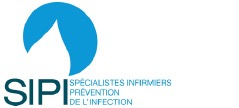 SIPI
SPÉCIALISTES INFIRMIERS
PRÉVENTION
DE L'INFECTION